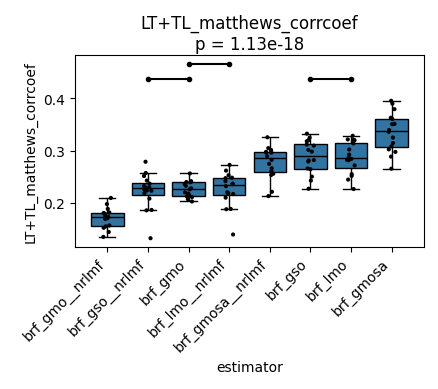 LT+TL_matthews_corrcoef
p = 1.13e-18
LT+TL_matthews_corrcoef
0.4
0.3
0.2
brf_gmo__nrlmf
brf_gso__nrlmf
brf_gmo
brf_lmo__nrlmf
brf_gmosa__nrlmf
brf_gso
brf_lmo
brf_gmosa
estimator